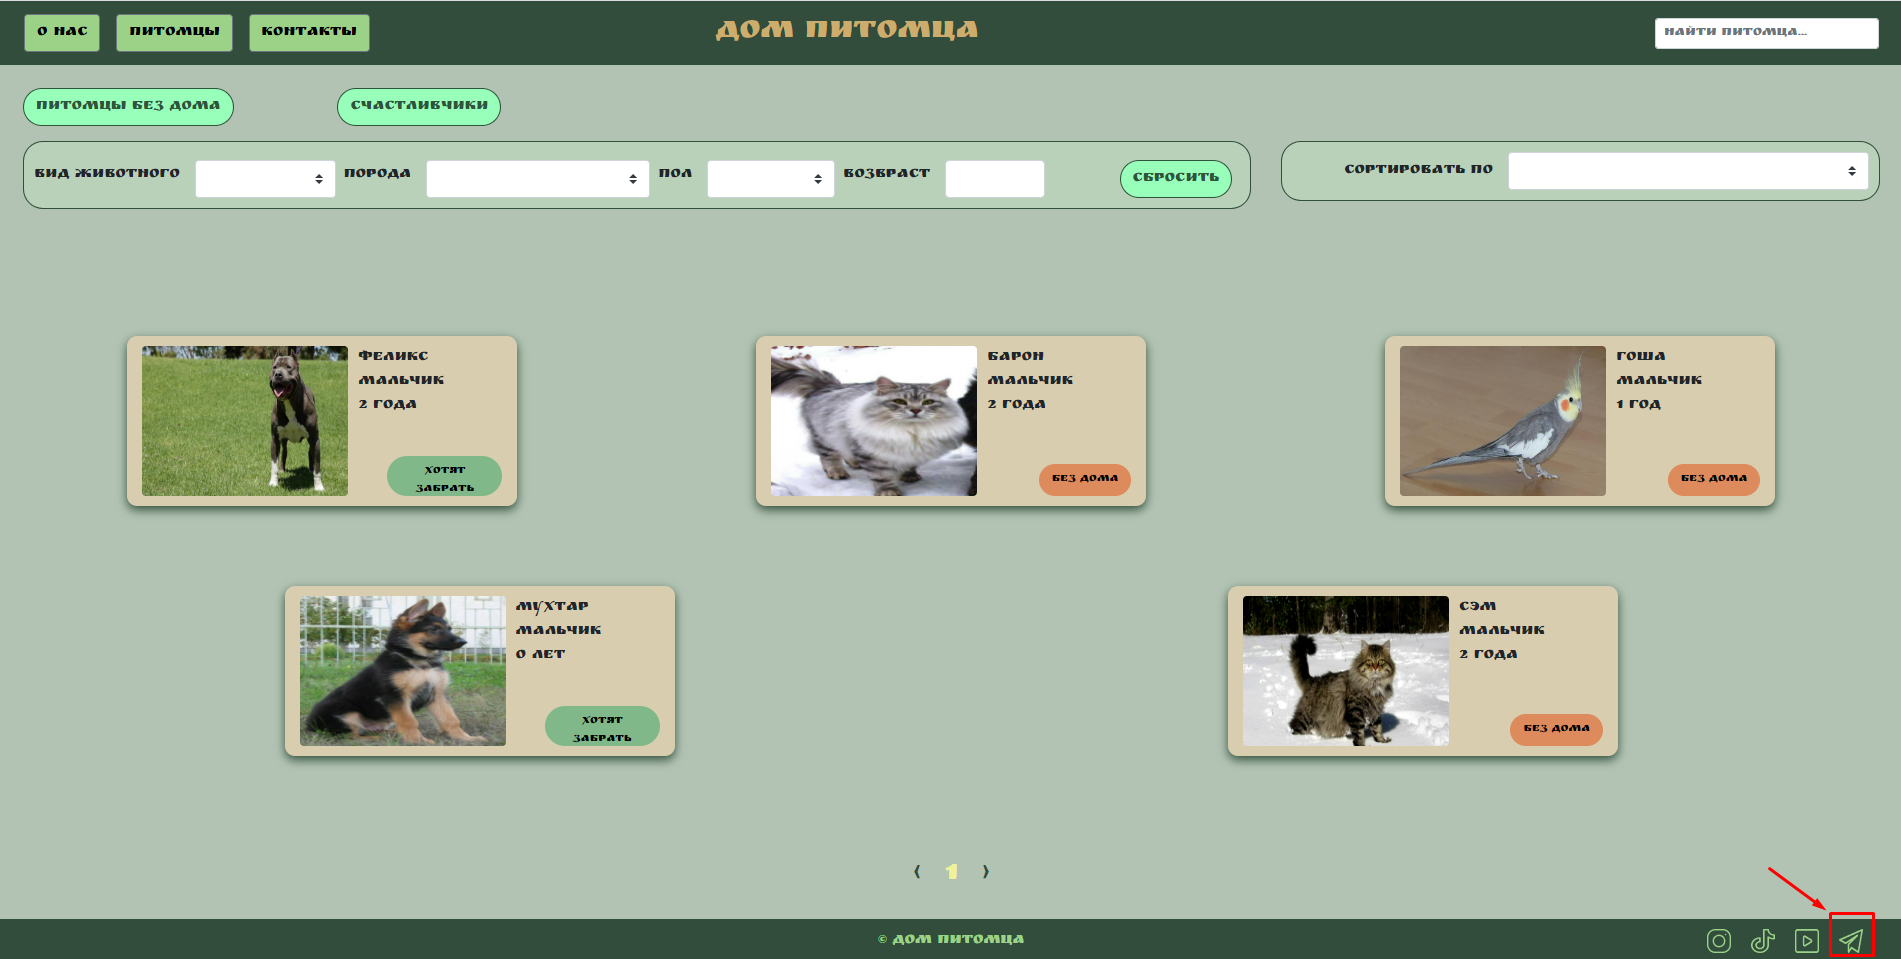 О НАС
ПИТОМЦЫ
КОНТАКТЫ
ДОМ ПИТОМЦА
НАЙТИ ПИТОМЦА...
ПИТОМЦЫ БЕЗ ДОМА
СЧАСТЛИВЧИКИ
ВИД ЖИВОТНОГО
ПОРОДА
ПОЛ
ВОЗВРАСТ
СБРОСИТЬ
СОРТИРОВАТЬ ПО
ФЕЛИКС
МАЛЬЧИК
2 ГОДА
ХОТЯТ
ЗАБРАТЬ
БАРОН
МАЛЬЧИК
2 ГОДА
БЕЗ ДОМА
ГОША
МАЛЬЧИК
1 ГОД
БЕЗ ДОМА
МУХТАР
МАЛЬЧИК
0 ЛЕТ
ХОТЯТ
ЗАБРАТЬ
СЭМ
МАЛЬЧИК
2 ГОДА
БЕЗ ДОМА
⟨ 1 ⟩
© ДОМ ПИТОМЦА